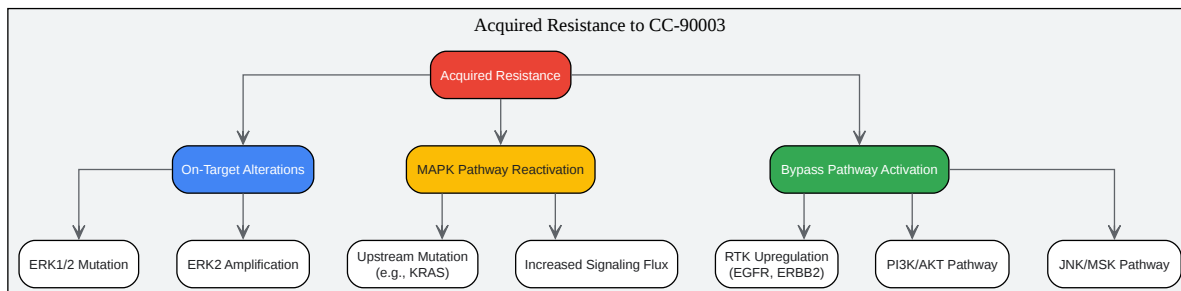 Acquired Resistance to CC-90003
Acquired Resistance
On-Target Alterations
MAPK Pathway Reactivation
Bypass Pathway Activation
ERK1/2 Mutation
ERK2 Amplification
Upstream Mutation
(e.g., KRAS)
Increased Signaling Flux
RTK Upregulation
(EGFR, ERBB2)
PI3K/AKT Pathway
JNK/MSK Pathway